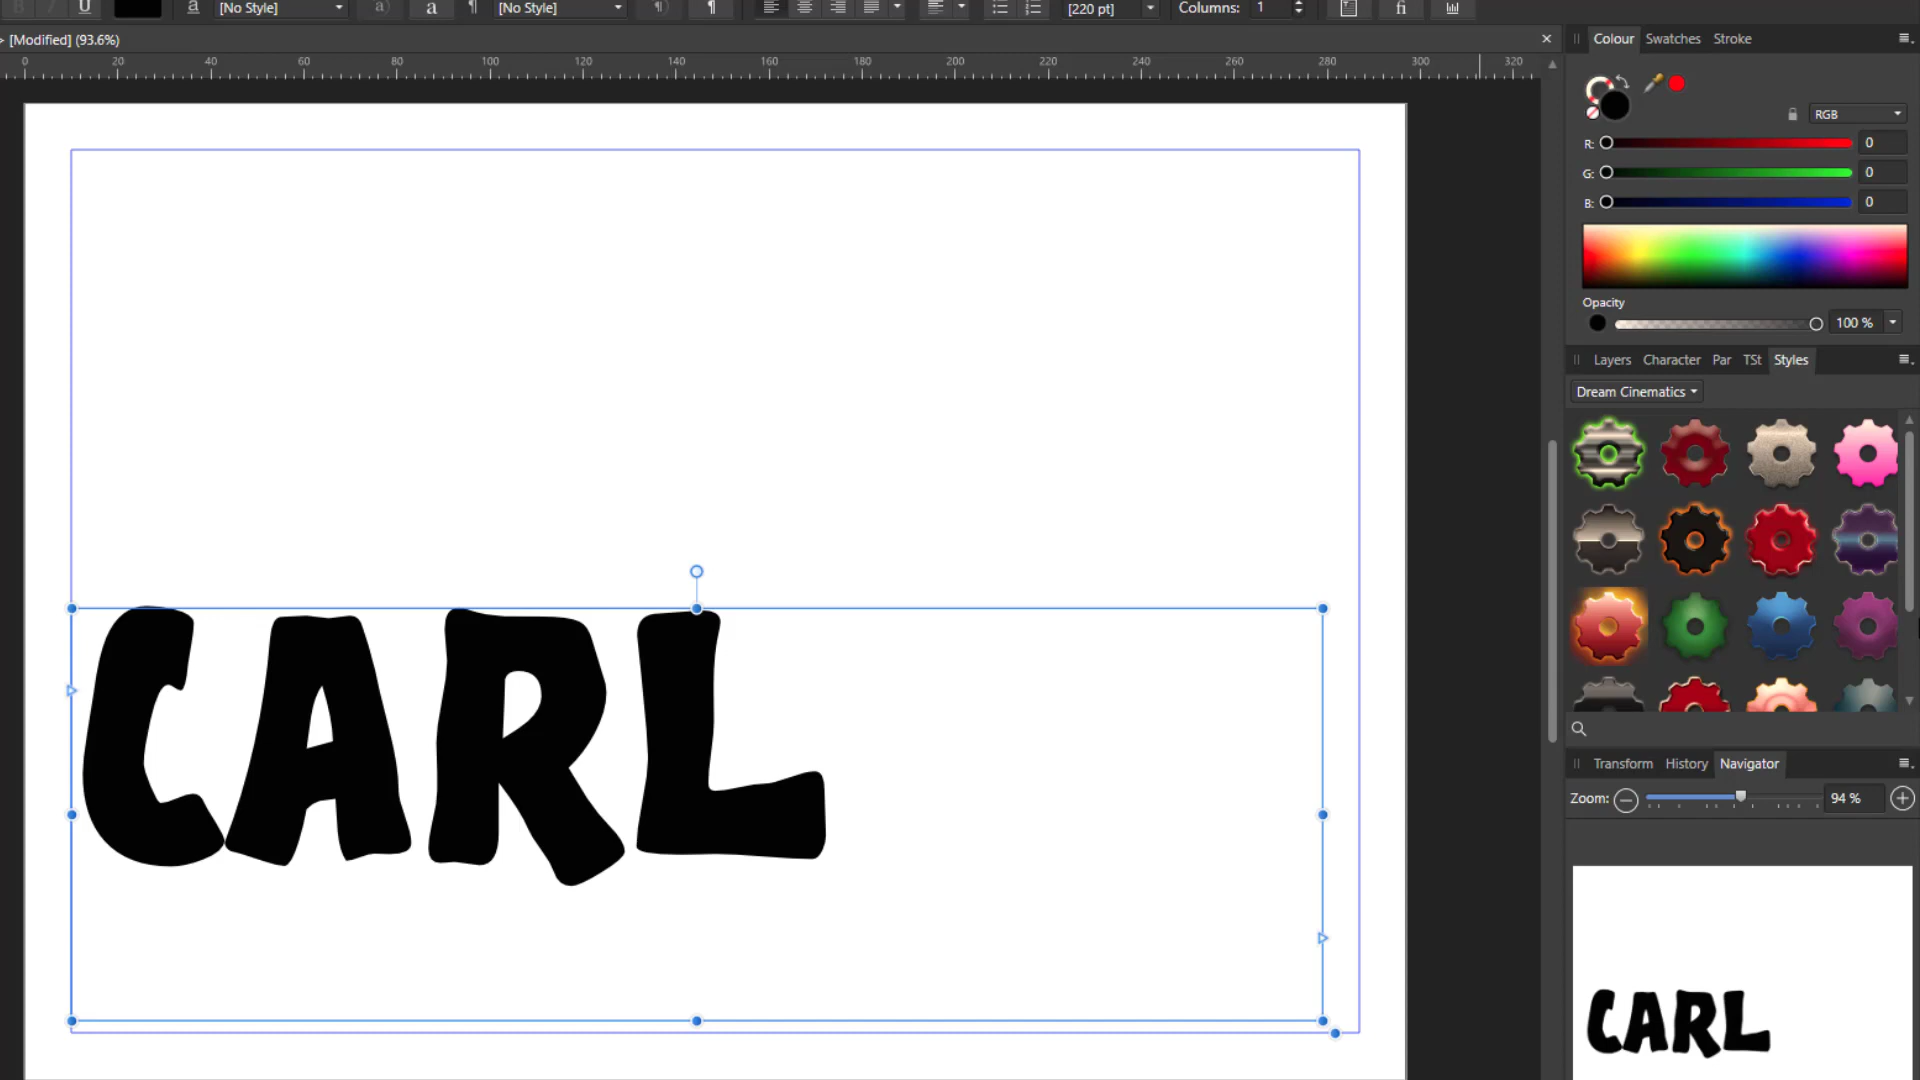 B I U a [No Style] a) a ¶ [No Style] ¶ [220 pt] Columns: 1 fi
> [Modified] (93.6%) ×
0 20 40 60 80 100 120 140 160 180 200 220 240 260 280 300 320
Colour Swatches Stroke
RGB
R: 0
G: 0
B: 0
Opacity
100 %
Layers Character Par TSt Styles
Dream Cinematics
CARL
Transform History Navigator
Zoom: 94 %
CARL